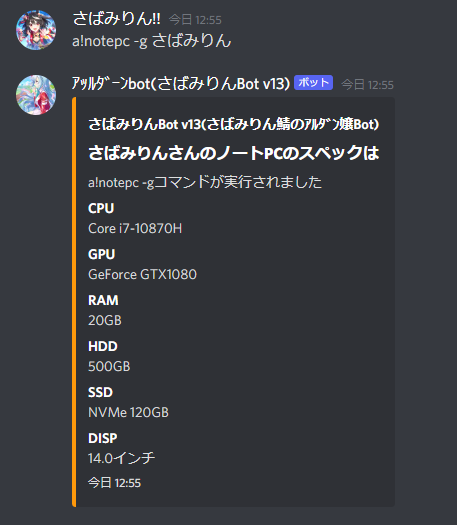 さばみりん!! 今日 12:55
a!notepc -g さばみりん
ｱｯﾙﾀﾞｰﾝbot(さばみりんBot v13) ボット 今日 12:55
さばみりんBot v13(さばみりん鯖のｱﾙﾀﾞﾝ嬢Bot)
さばみりんさんのノートPCのスペックは
a!notepc -gコマンドが実行されました
CPU
Core i7-10870H
GPU
GeForce GTX1080
RAM
20GB
HDD
500GB
SSD
NVMe 120GB
DISP
14.0インチ
今日 12:55